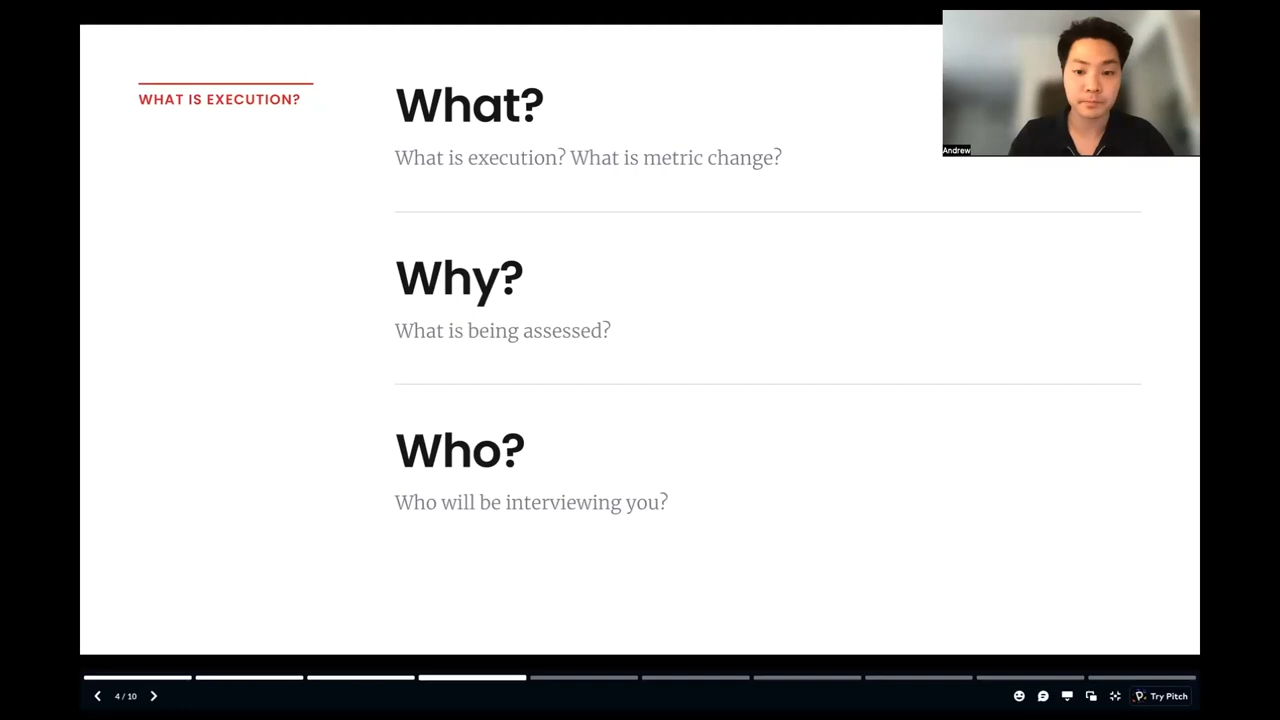 WHAT IS EXECUTION?
What?
What is execution? What is metric change?
Why?
What is being assessed?
Who?
Who will be interviewing you?
Andrew
4 / 10
Try Pitch